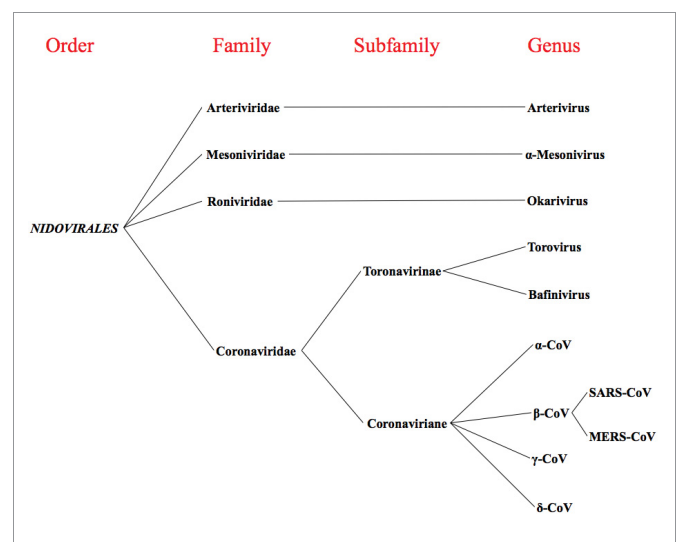 Order Family Subfamily Genus
Arteriviridae Arterivirus
Mesoniviridae α-Mesonivirus
Roniviridae Okarivirus
NIDOVIRALES
Torovirus
Toronavirinae
Bafinivirus
Coronaviridae
α-CoV
SARS-CoV
β-CoV
Coronaviriane
MERS-CoV
γ-CoV
δ-CoV